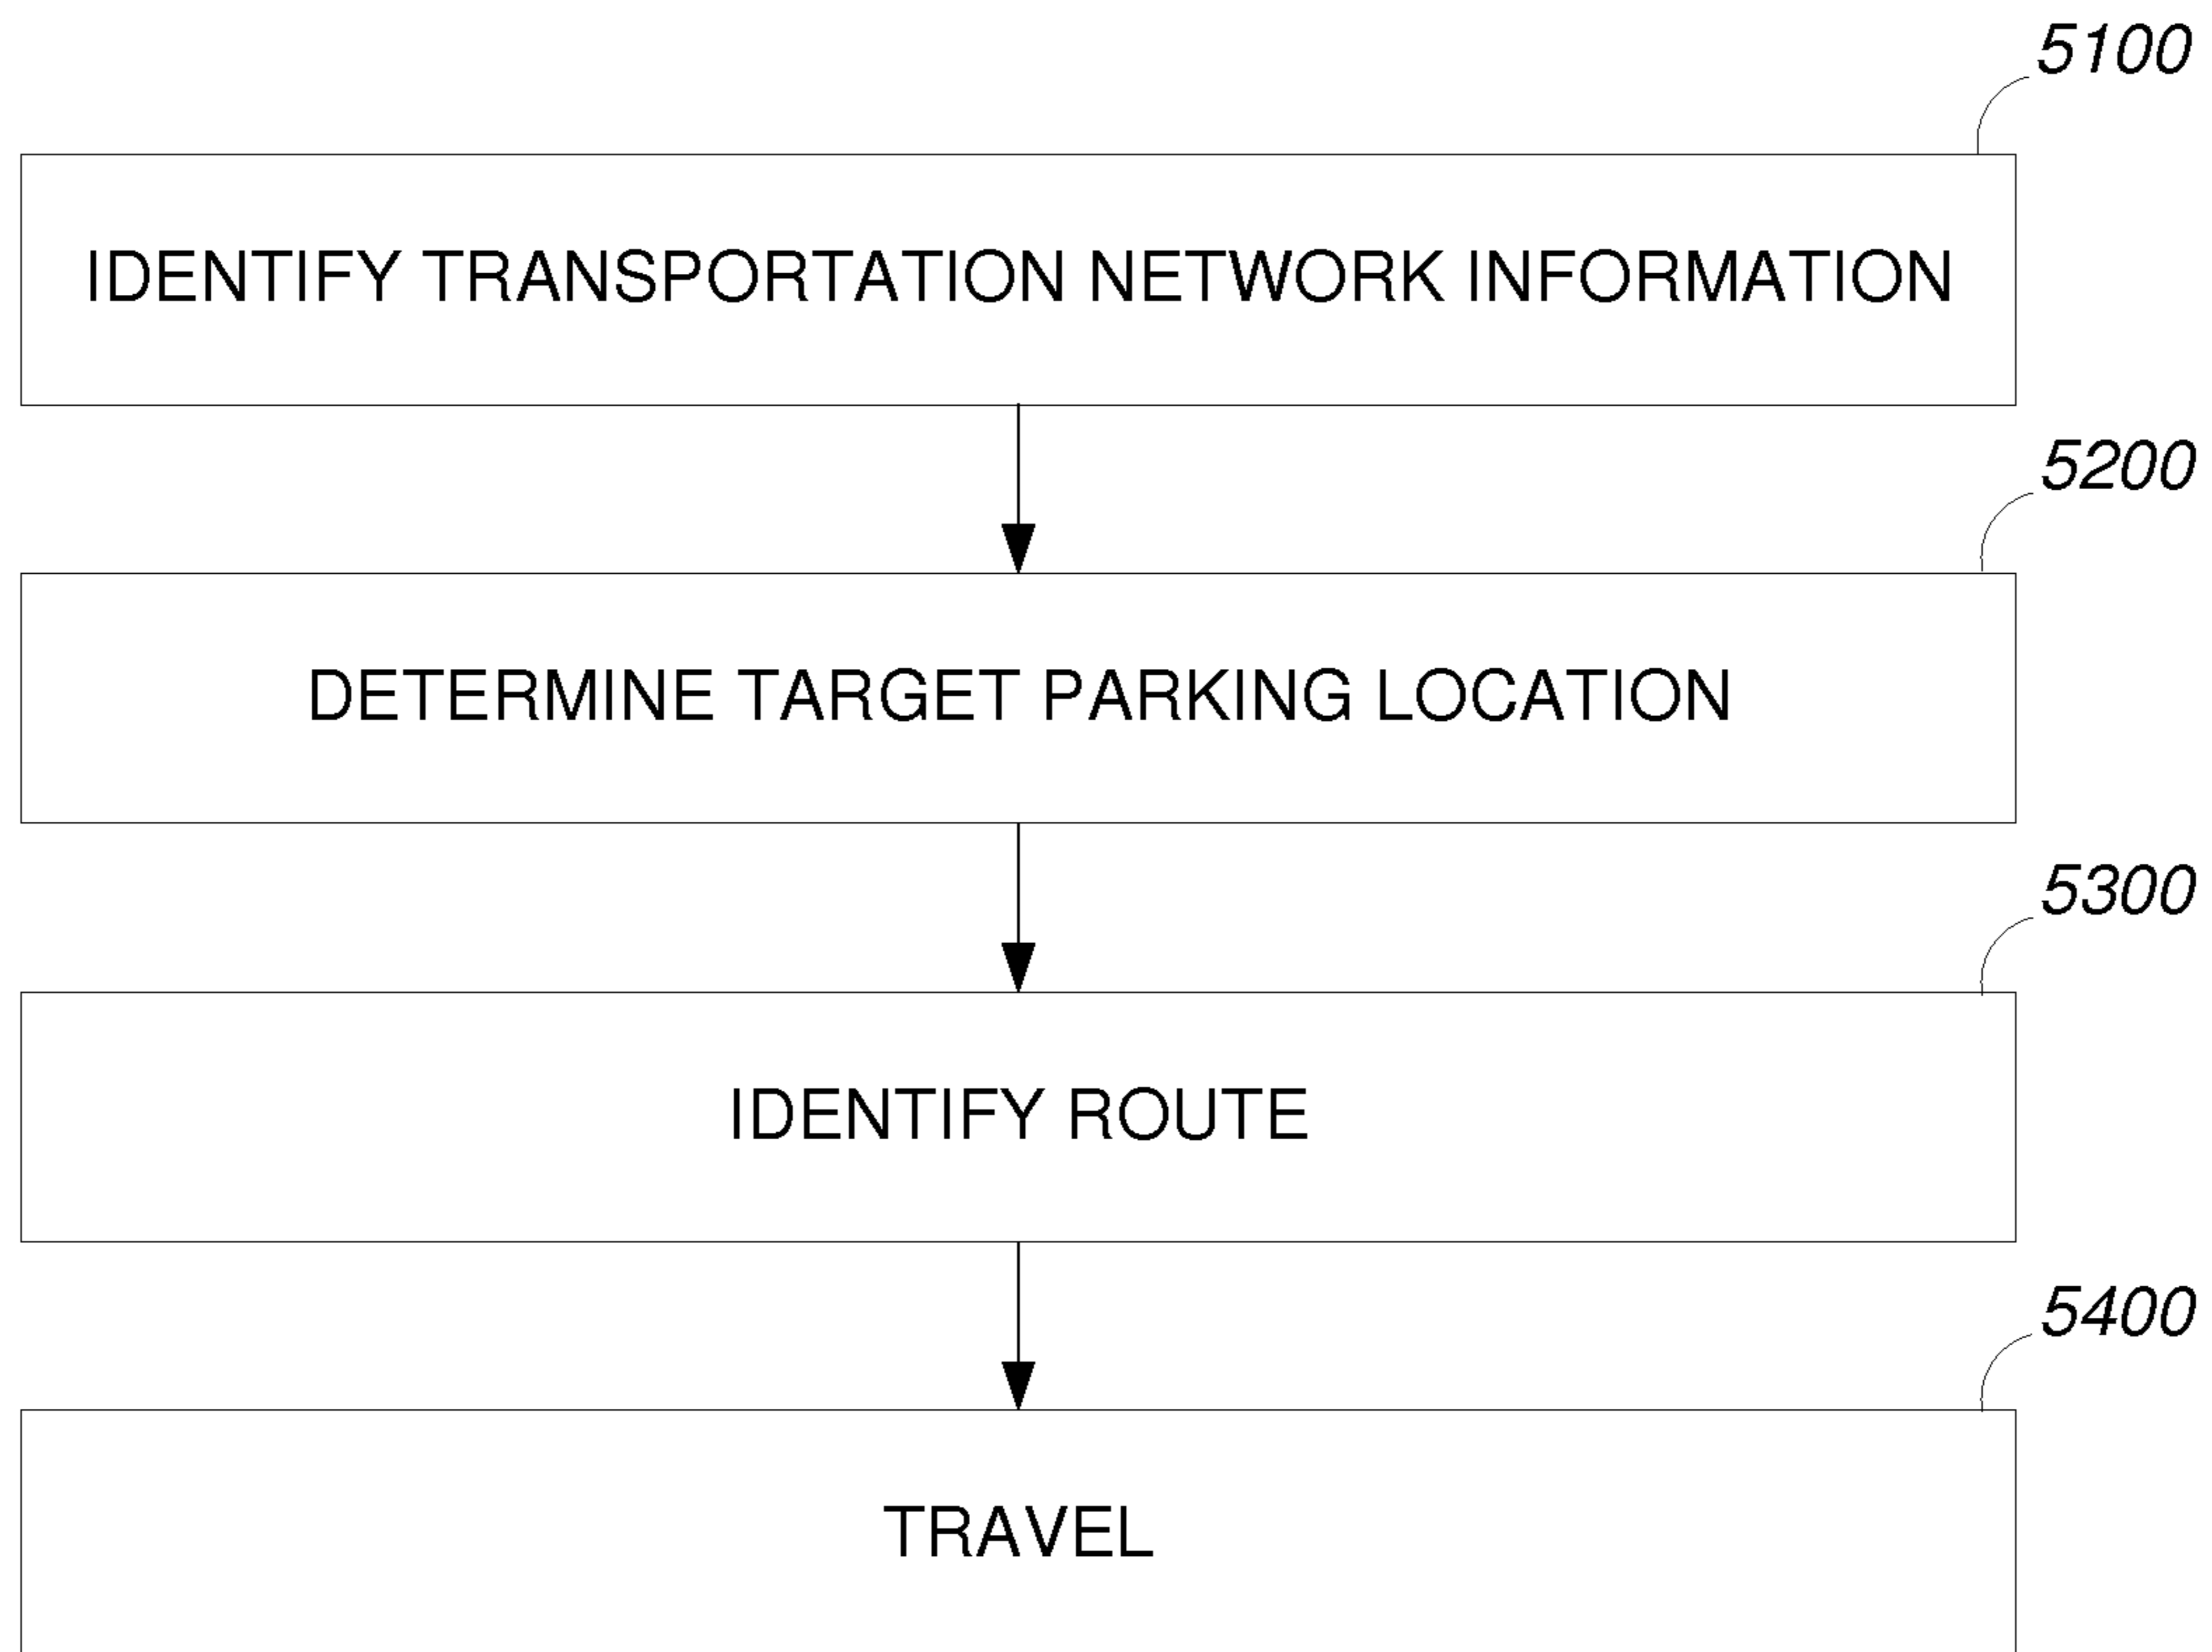 5100
IDENTIFY TRANSPORTATION NETWORK INFORMATION
5200
DETERMINE TARGET PARKING LOCATION
5300
IDENTIFY ROUTE
5400
TRAVEL